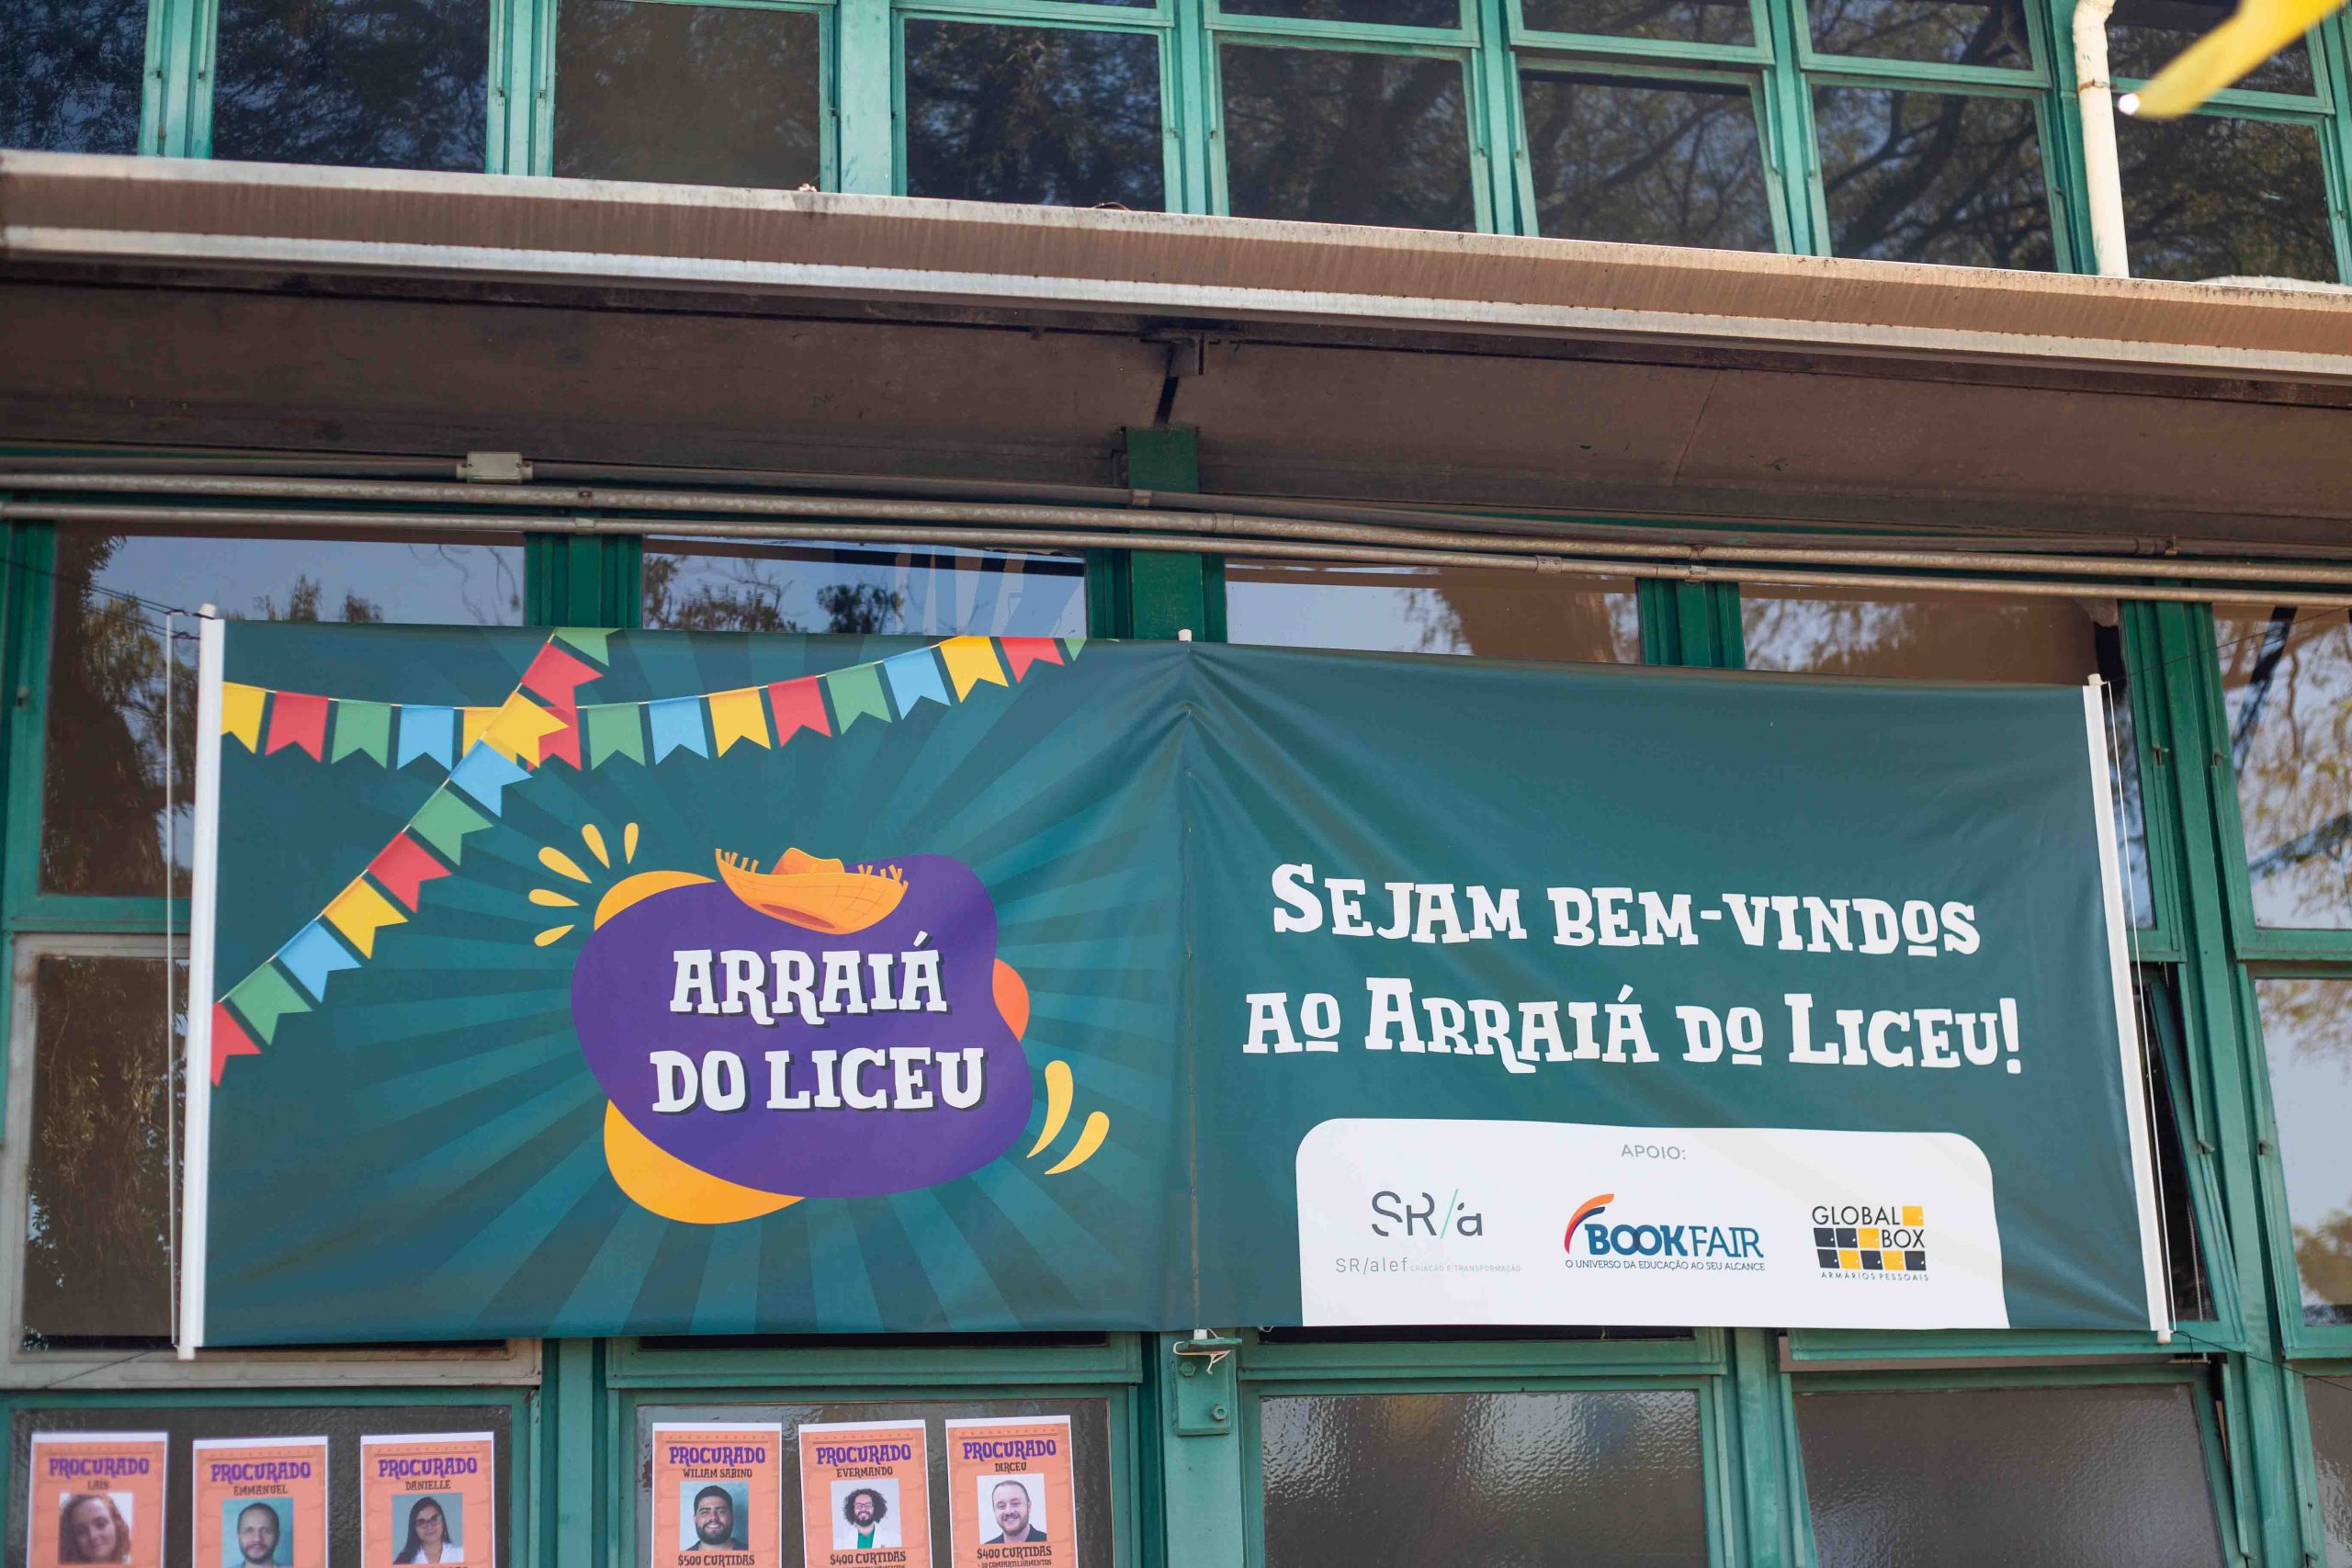 ARRAIÁ
DO LICEU
SEJAM BEM-VINDOS
AO ARRAIÁ DO LICEU!
APOIO:
SR/a
SR/alef CRIAÇÃO E TRANSFORMAÇÃO
BOOKFAIR
O UNIVERSO DA EDUCAÇÃO AO SEU ALCANCE
GLOBAL
BOX
ARMÁRIOS PESSOAIS
PROCURADO
LAIS
PROCURADO
EMMANUEL
PROCURADO
DANIELLE
PROCURADO
WILIAM SABINO
$500 CURTIDAS
PROCURADO
EVERMANDO
$400 CURTIDAS
PROCURADO
DIRCEU
$400 CURTIDAS
+30 COMPARTILHAMENTOS